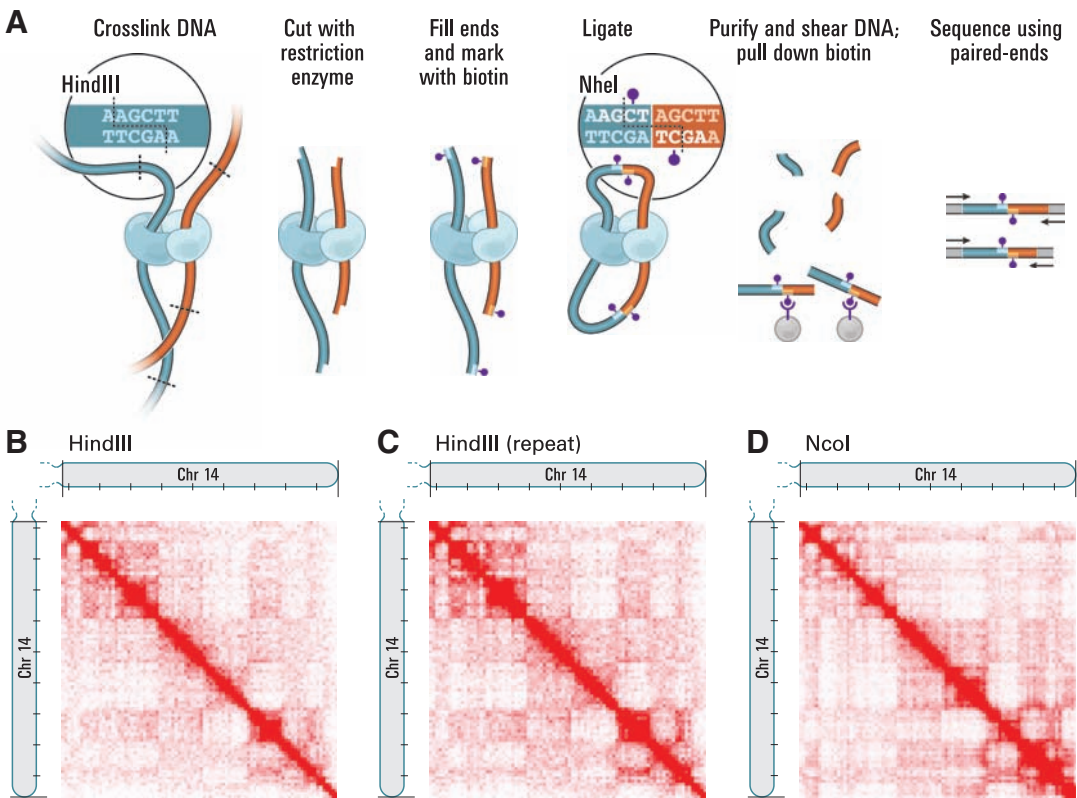 A
Crosslink DNA
Cut with
restriction
enzyme
Fill ends
and mark
with biotin
Ligate
Purify and shear DNA;
pull down biotin
Sequence using
paired-ends
HindIII
AAGCTT
TTCGAA
NheI
AAGCT AGCTT
TTCGA TCGAA
B HindIII
Chr 14
Chr 14
C HindIII (repeat)
Chr 14
Chr 14
D NcoI
Chr 14
Chr 14